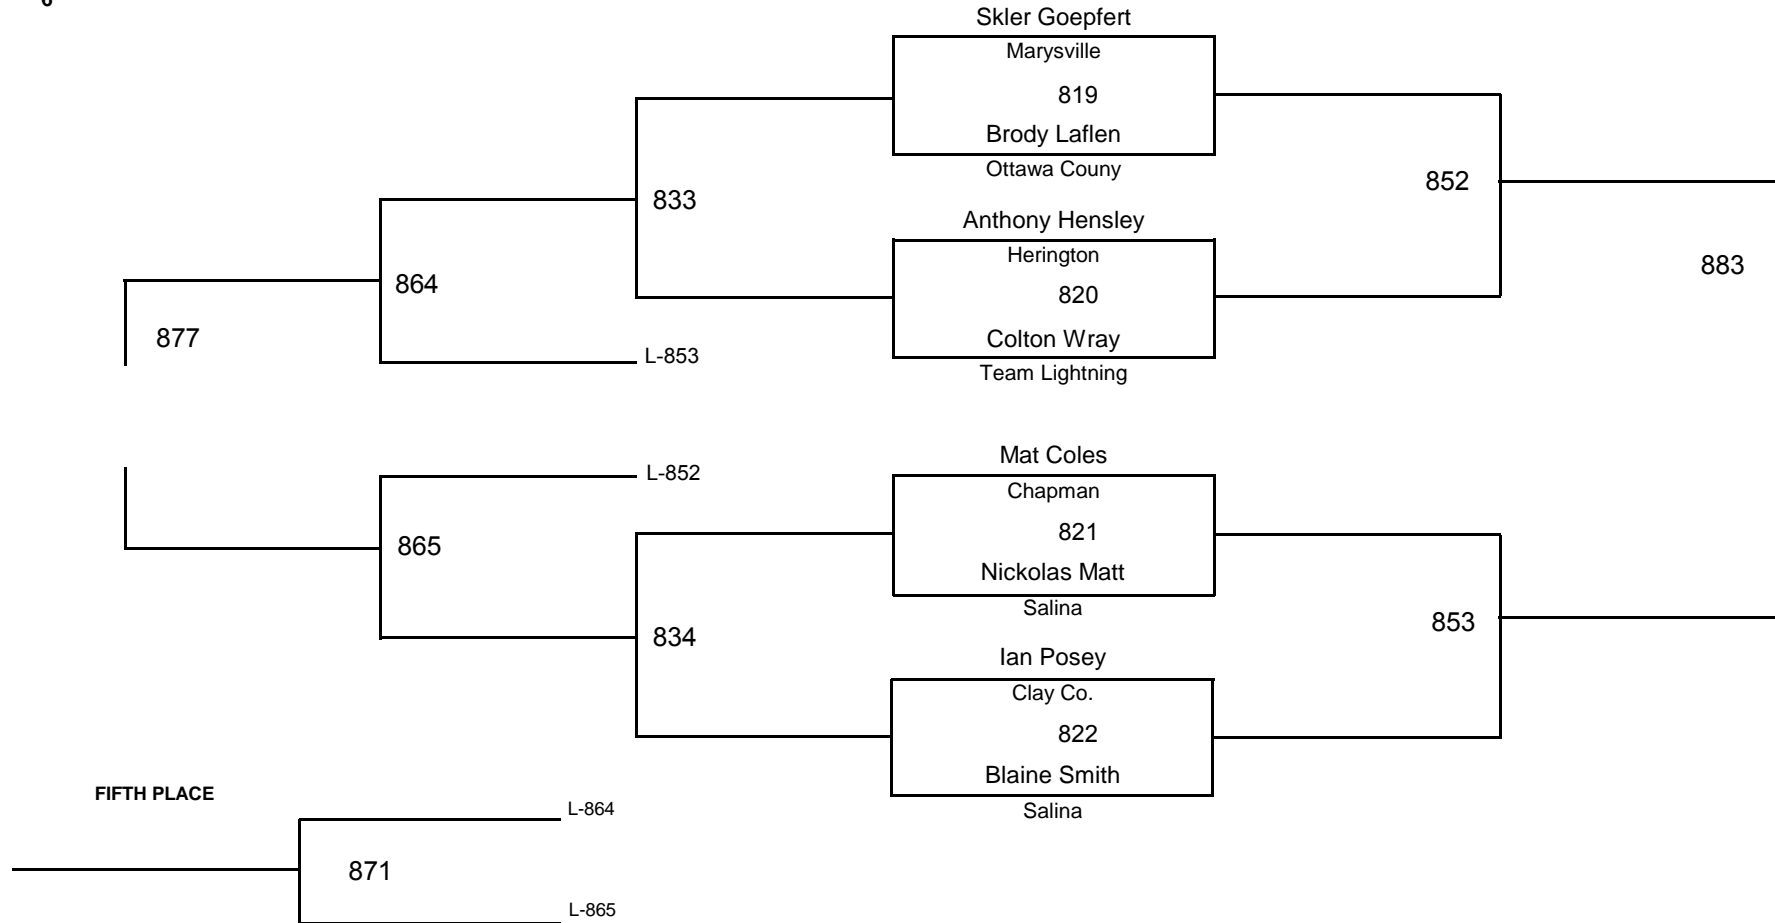 6
Skler Goepfert
Marysville
819
Brody Laflen
Ottawa Couny
852
833
Anthony Hensley
Herington
883
864
820
877
Colton Wray
L-853
Team Lightning
Mat Coles
L-852
Chapman
821
865
Nickolas Matt
Salina
853
834
Ian Posey
Clay Co.
822
Blaine Smith
FIFTH PLACE
L-864
Salina
871
L-865